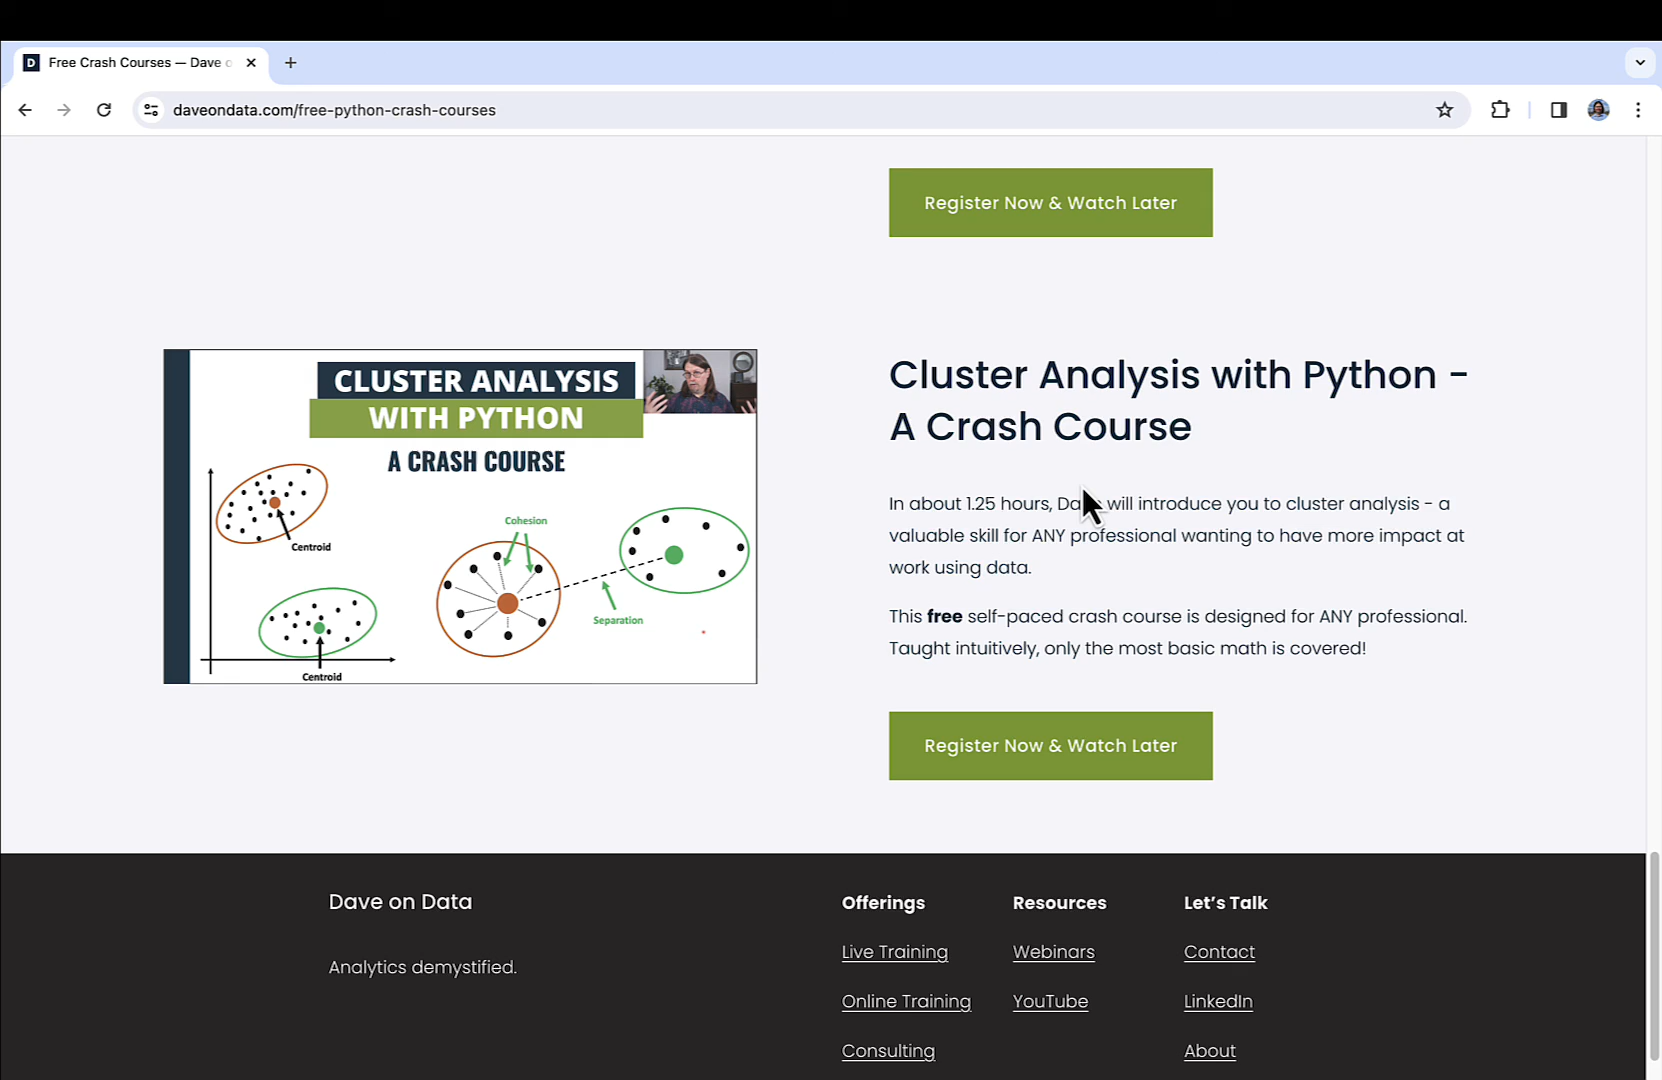 Free Crash Courses — Dave o
daveondata.com/free-python-crash-courses
Register Now & Watch Later
CLUSTER ANALYSIS
WITH PYTHON
A CRASH COURSE
Centroid
Cohesion
Separation
Centroid
Cluster Analysis with Python -
A Crash Course
In about 1.25 hours, Dave will introduce you to cluster analysis - a
valuable skill for ANY professional wanting to have more impact at
work using data.
This free self-paced crash course is designed for ANY professional.
Taught intuitively, only the most basic math is covered!
Register Now & Watch Later
Dave on Data
Analytics demystified.
Offerings
Live Training
Online Training
Consulting
Resources
Webinars
YouTube
Let's Talk
Contact
LinkedIn
About